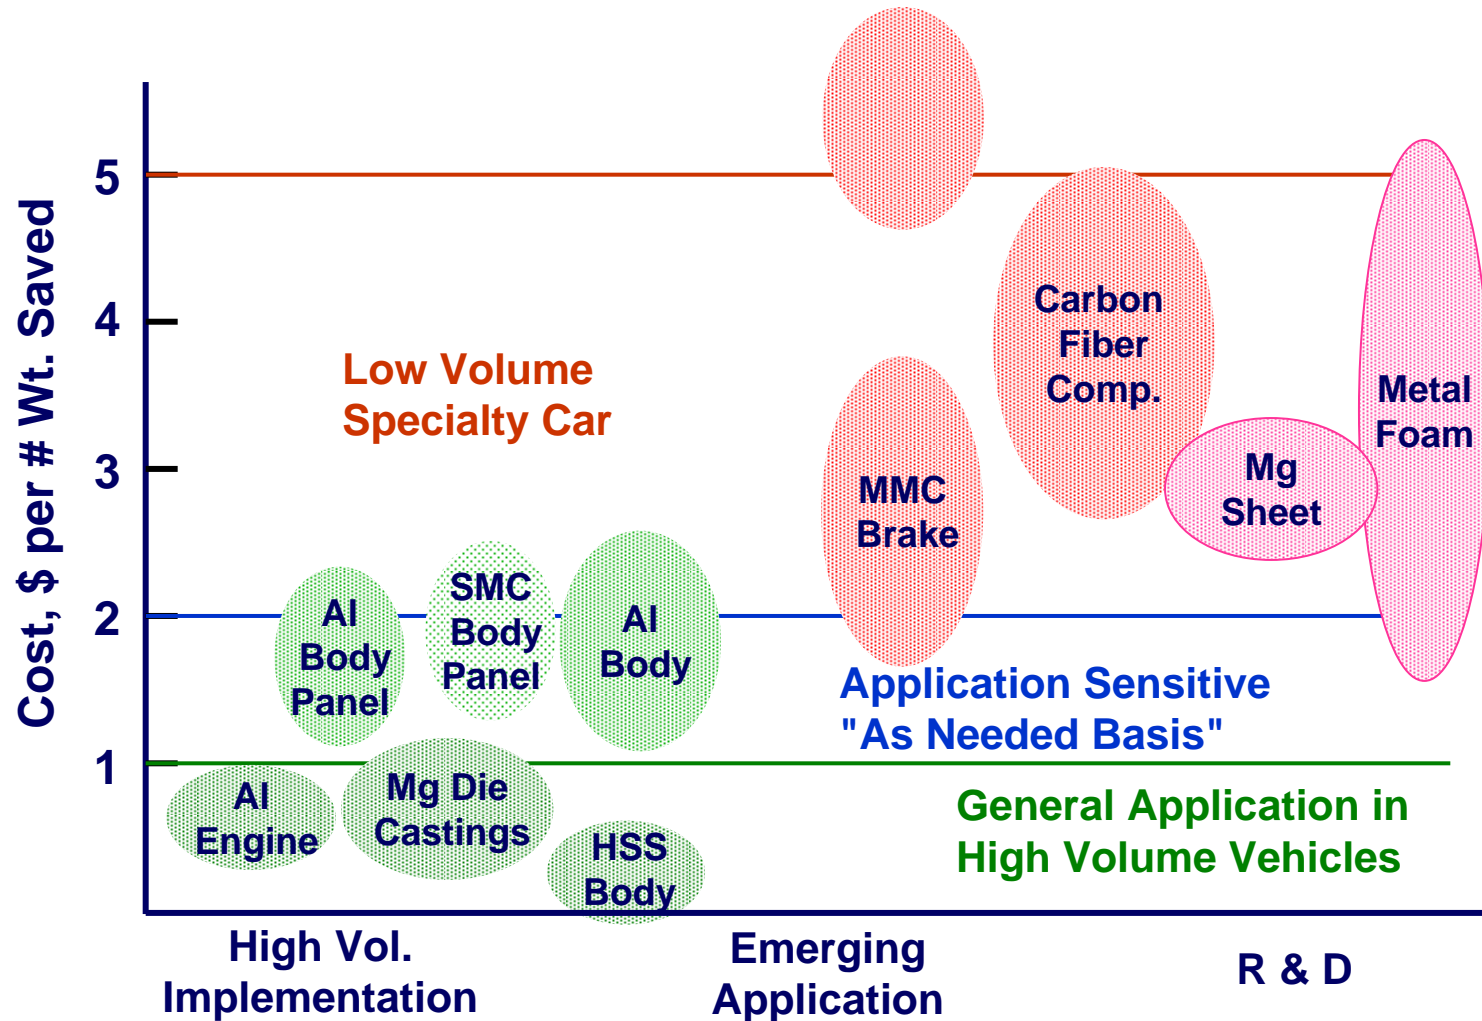 Cost, $ per # Wt. Saved
5
4
3
2
1
Low Volume
Specialty Car
Carbon
Fiber
Comp.
Metal
Foam
Mg
Sheet
MMC
Brake
Al
Body
Panel
SMC
Body
Panel
Al
Body
Application Sensitive
"As Needed Basis"
Al
Engine
Mg Die
Castings
HSS
Body
General Application in
High Volume Vehicles
High Vol.
Implementation
Emerging
Application
R & D